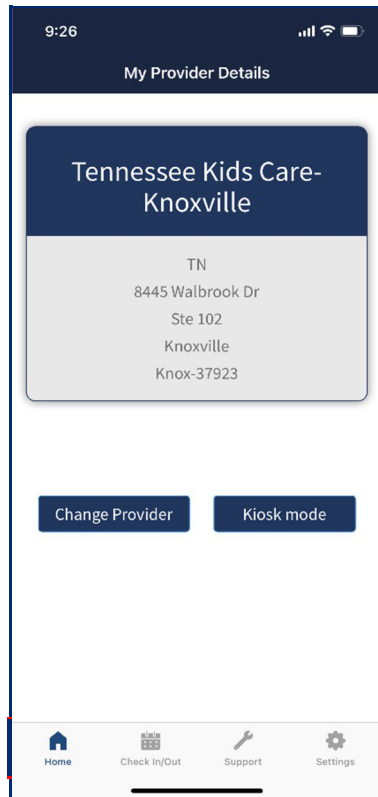 9:26
My Provider Details
Tennessee Kids Care-
Knoxville
TN
8445 Walbrook Dr
Ste 102
Knoxville
Knox-37923
Change Provider
Kiosk mode
Home
Check In/Out
Support
Settings